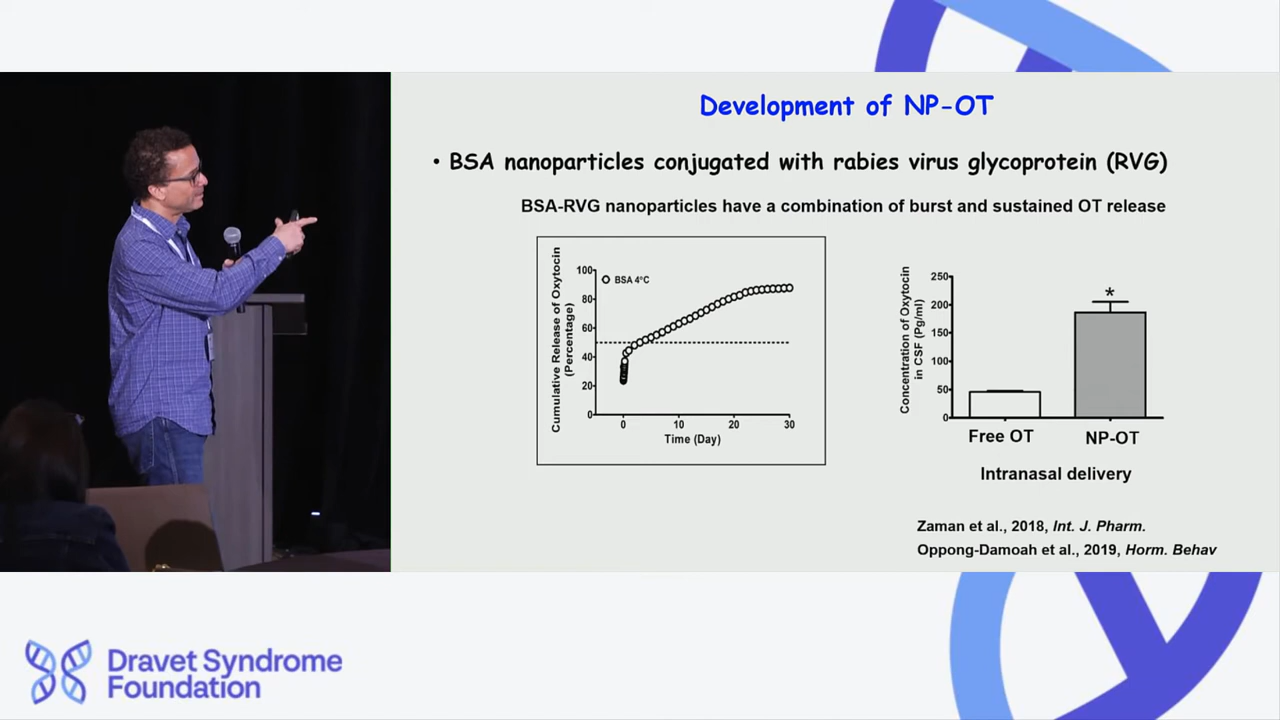 Development of NP-OT
• BSA nanoparticles conjugated with rabies virus glycoprotein (RVG)
BSA-RVG nanoparticles have a combination of burst and sustained OT release
Cumulative Release of Oxytocin
(Percentage)
100
80
60
40
20
0
BSA 4°C
0
10
20
30
Time (Day)
Concentration of Oxytocin
in CSF (Pg/ml)
250
200
150
100
50
0
*
Free OT
NP-OT
Intranasal delivery
Zaman et al., 2018, Int. J. Pharm.
Oppong-Damoah et al., 2019, Horm. Behav
Dravet Syndrome
Foundation